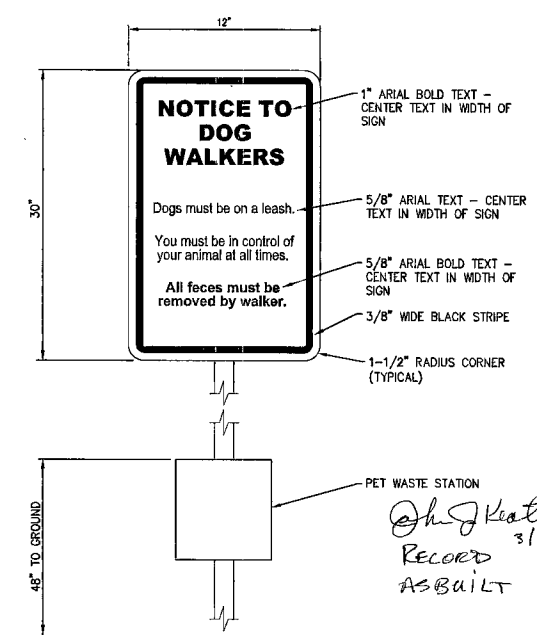 12"
30"
NOTICE TO
DOG
WALKERS
Dogs must be on a leash.
You must be in control of
your animal at all times.
All feces must be
removed by walker.
1" ARIAL BOLD TEXT –
CENTER TEXT IN WIDTH OF
SIGN
5/8" ARIAL TEXT – CENTER
TEXT IN WIDTH OF SIGN
5/8" ARIAL BOLD TEXT –
CENTER TEXT IN WIDTH OF
SIGN
3/8" WIDE BLACK STRIPE
1–1/2" RADIUS CORNER
(TYPICAL)
48" TO GROUND
PET WASTE STATION
3/
RECORD
ASBUILT